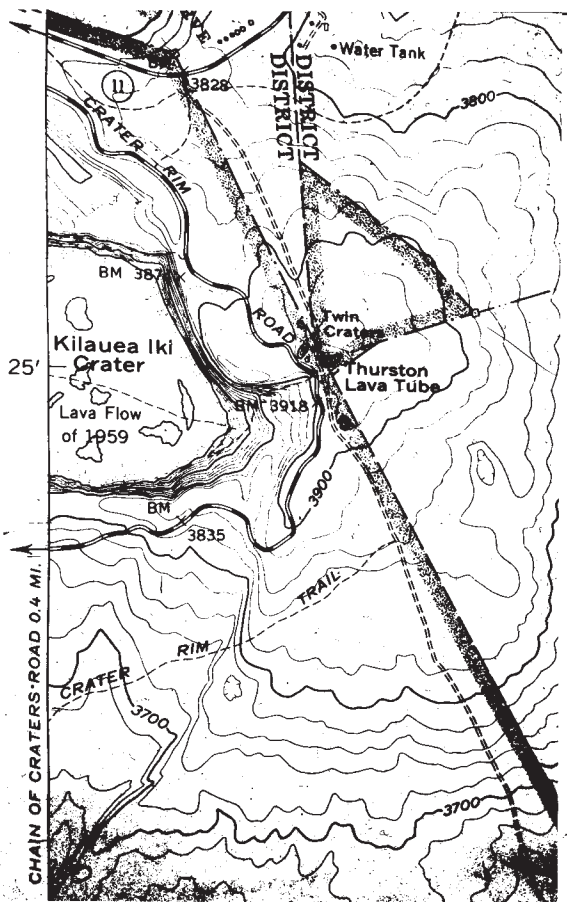 Water Tank
11
3828
3800
DISTRICT
DISTRICT
CRATER RIM
ROAD
BM 387
Twin
Craters
Kilauea Iki
Crater
25'
Thurston
Lava Tube
BM 3918
Lava Flow
of 1959
3900
BM
3835
TRAIL
RIM
CRATER
3700
3700
CHAIN OF CRATERS ROAD 0.4 MI.